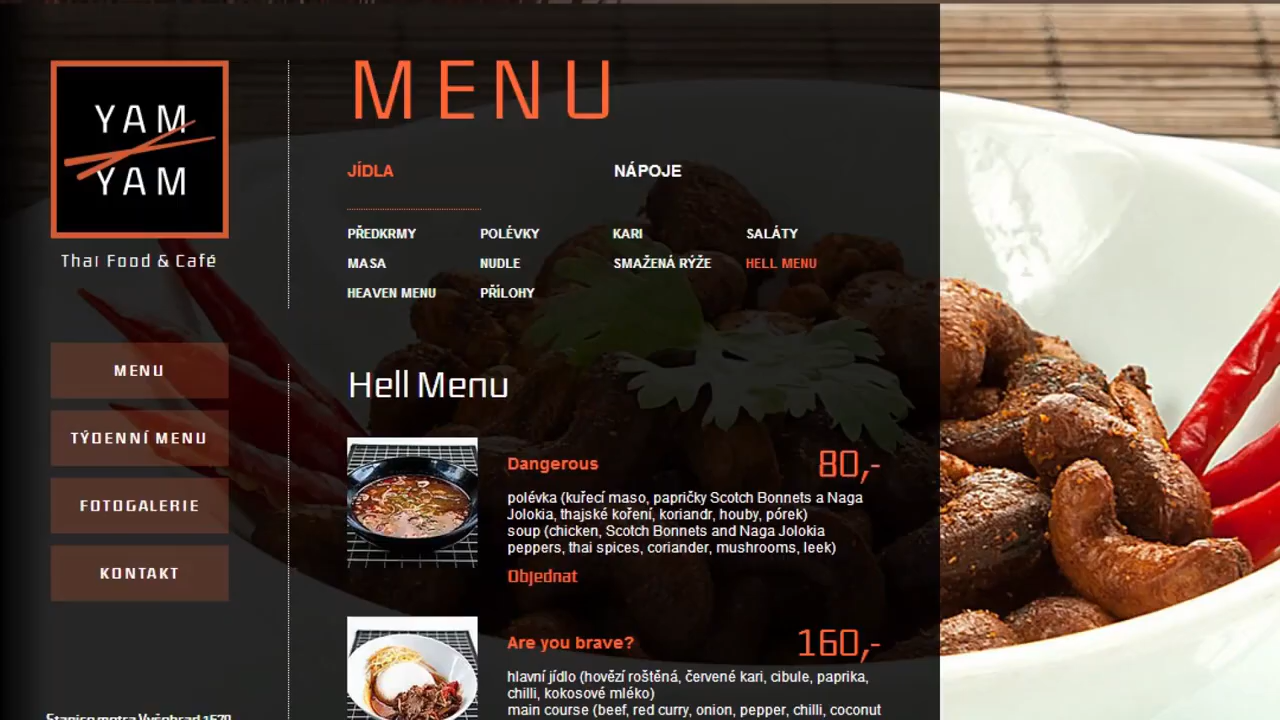 YAM
YAM
Thai Food & Café
MENU
TÝDENNÍ MENU
FOTOGALERIE
KONTAKT
MENU
JÍDLA
NÁPOJE
PŘEDKRMY
POLÉVKY
KARI
SALÁTY
MASA
NUDLE
SMAŽENÁ RÝŽE
HELL MENU
HEAVEN MENU
PŘÍLOHY
Hell Menu
Dangerous
80,-
polévka (kuřecí maso, papričky Scotch Bonnets a Naga
Jolokia, thajské koření, koriandr, houby, pórek)
soup (chicken, Scotch Bonnets and Naga Jolokia
peppers, thai spices, coriander, mushrooms, leek)
Objednat
Are you brave?
160,-
hlavní jídlo (hovězí roštěná, červené kari, cibule, paprika,
chilli, kokosové mléko)
main course (beef, red curry, onion, pepper, chilli, coconut